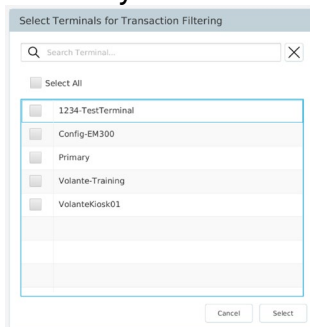 Select Terminals for Transaction Filtering
Search Terminal...
Select All
1234-TestTerminal
Config-EM300
Primary
Volante-Training
VolanteKiosk01
Cancel Select